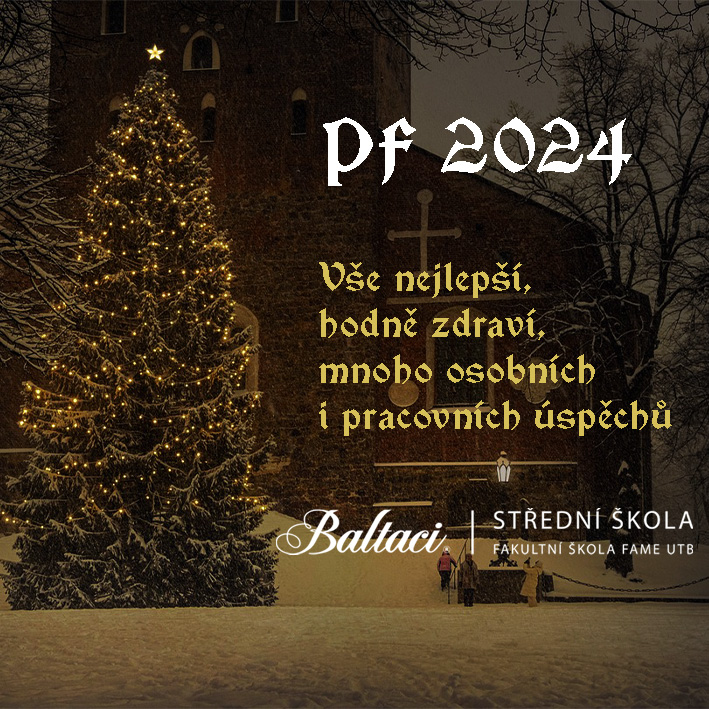 PF 2024
Vše nejlepší,
hodně zdraví,
mnoho osobních
i pracovních úspěchů
Baltaci® | STŘEDNÍ ŠKOLA
FAKULTNÍ ŠKOLA FAME UTB